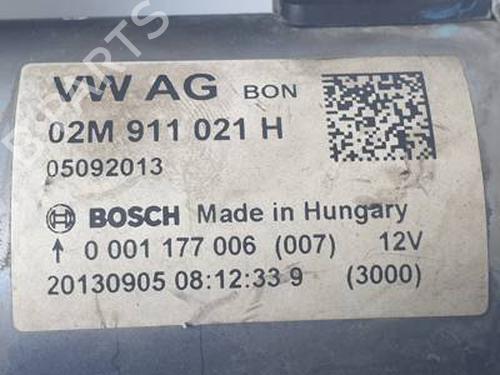 VW AG BON
02M 911 021 H
05092013
BOSCH Made in Hungary
↑ 0 001 177 006 (007) 12V
20130905 08:12:33 9 (3000)